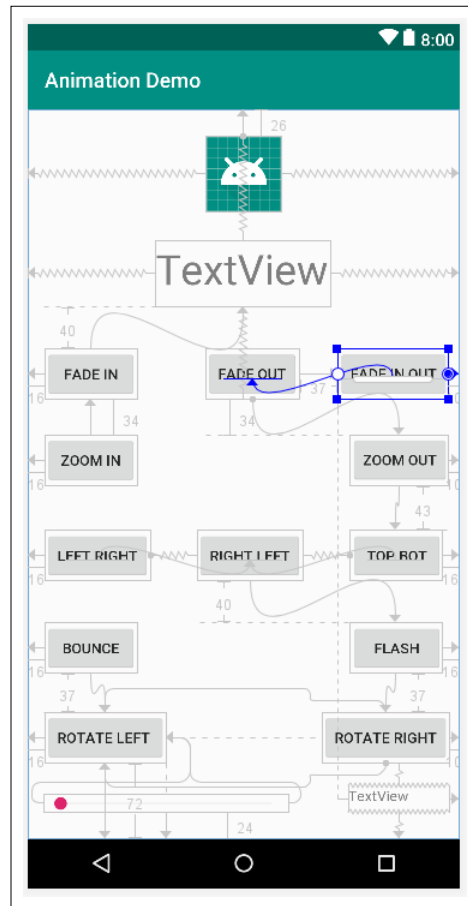 8:00
Animation Demo
26
TextView
40
FADE IN
FADE OUT
FADE IN OUT
16
37
10
34
34
ZOOM IN
ZOOM OUT
16
10
43
LEFT RIGHT
RIGHT LEFT
TOP BOT
16
10
40
BOUNCE
FLASH
16
16
37
37
ROTATE LEFT
ROTATE RIGHT
16
TextView
72
24